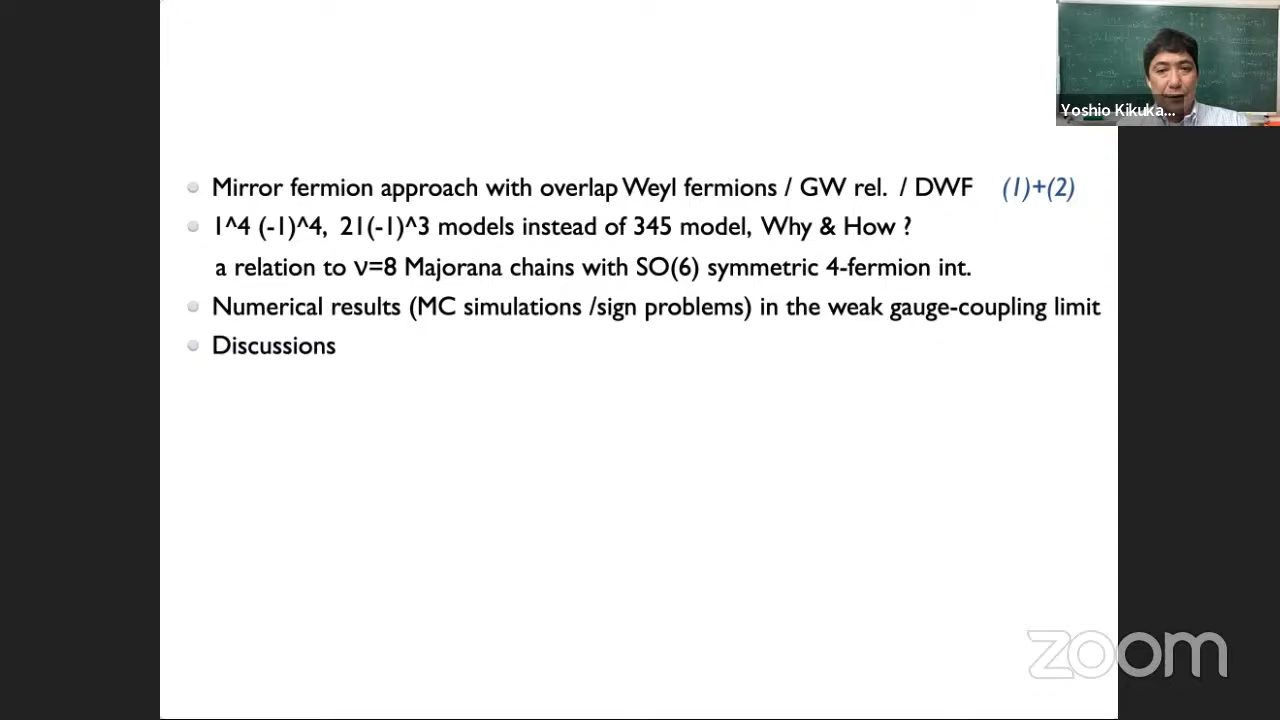 Yoshio Kikuka...
Mirror fermion approach with overlap Weyl fermions / GW rel. / DWF (1)+(2)
1^4 (-1)^4, 21(-1)^3 models instead of 345 model, Why & How ?
a relation to ν=8 Majorana chains with SO(6) symmetric 4-fermion int.
Numerical results (MC simulations /sign problems) in the weak gauge-coupling limit
Discussions
zoom